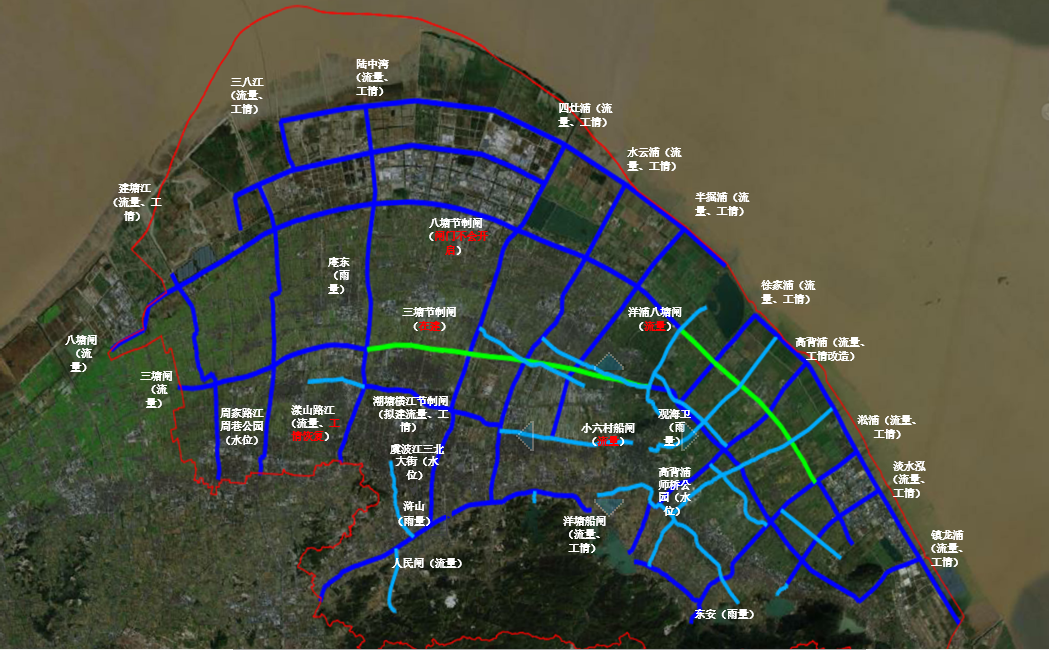 陆中湾
（流量、
工情）
三八江
（流量、
工情）
四灶浦（流
量、工情）
水云浦（流
量、工情）
半掘浦（流
量、工情）
建塘江
（流量、工
情）
八塘节制闸
庵东
（雨
量）
徐家浦（流
量、工情）
三塘节制闸
洋浦八塘闸
（流量）
高背浦（流量、
工情改造）
八塘闸
（流
量）
三塘闸
（流
量）
周家路江
周巷公园
（水位）
漾山路江
（流量、工
潮塘横江节制闸
（拟建流量、工
情）
小六村船闸
观海卫
（雨
量）
淞浦（流量、
工情）
虞波江三北
大街（水
位）
高背浦
师桥公
园（水
位）
淡水泓
（流量、
工情）
浒山
（雨量）
洋塘船闸
（流量、
工情）
镇龙浦
（流量、
工情）
人民闸（流量）
东安（雨量）